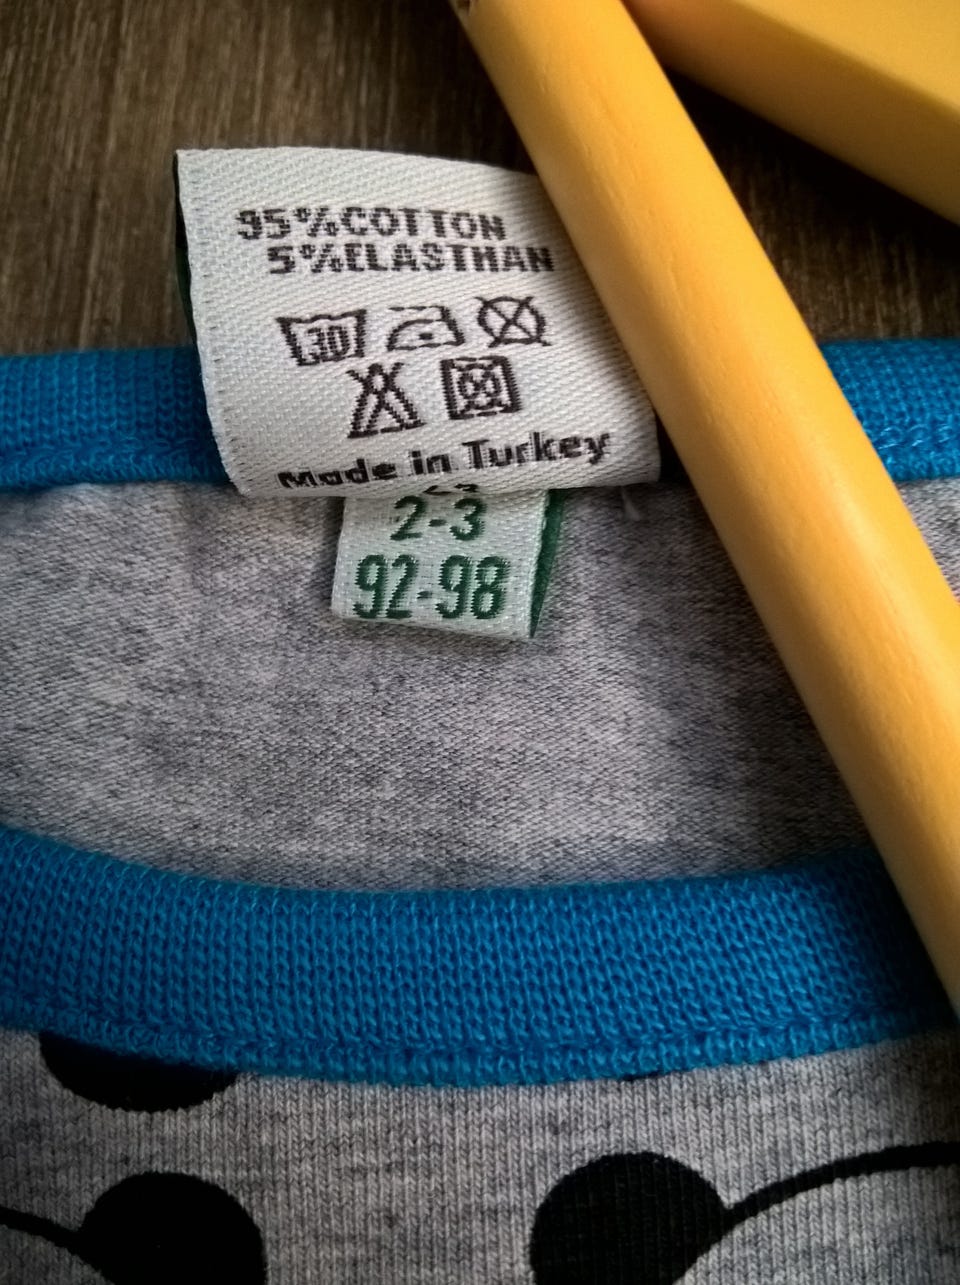 95%COTTON
5%ELASTHAN
30
Made in Turkey
2-3
92-98